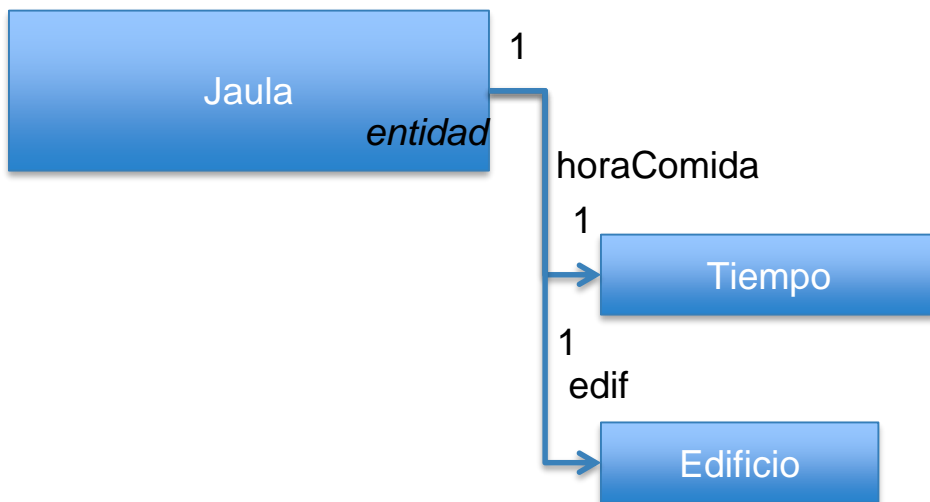 1
Jaula
entidad
horaComida
1
Tiempo
1
edif
Edificio